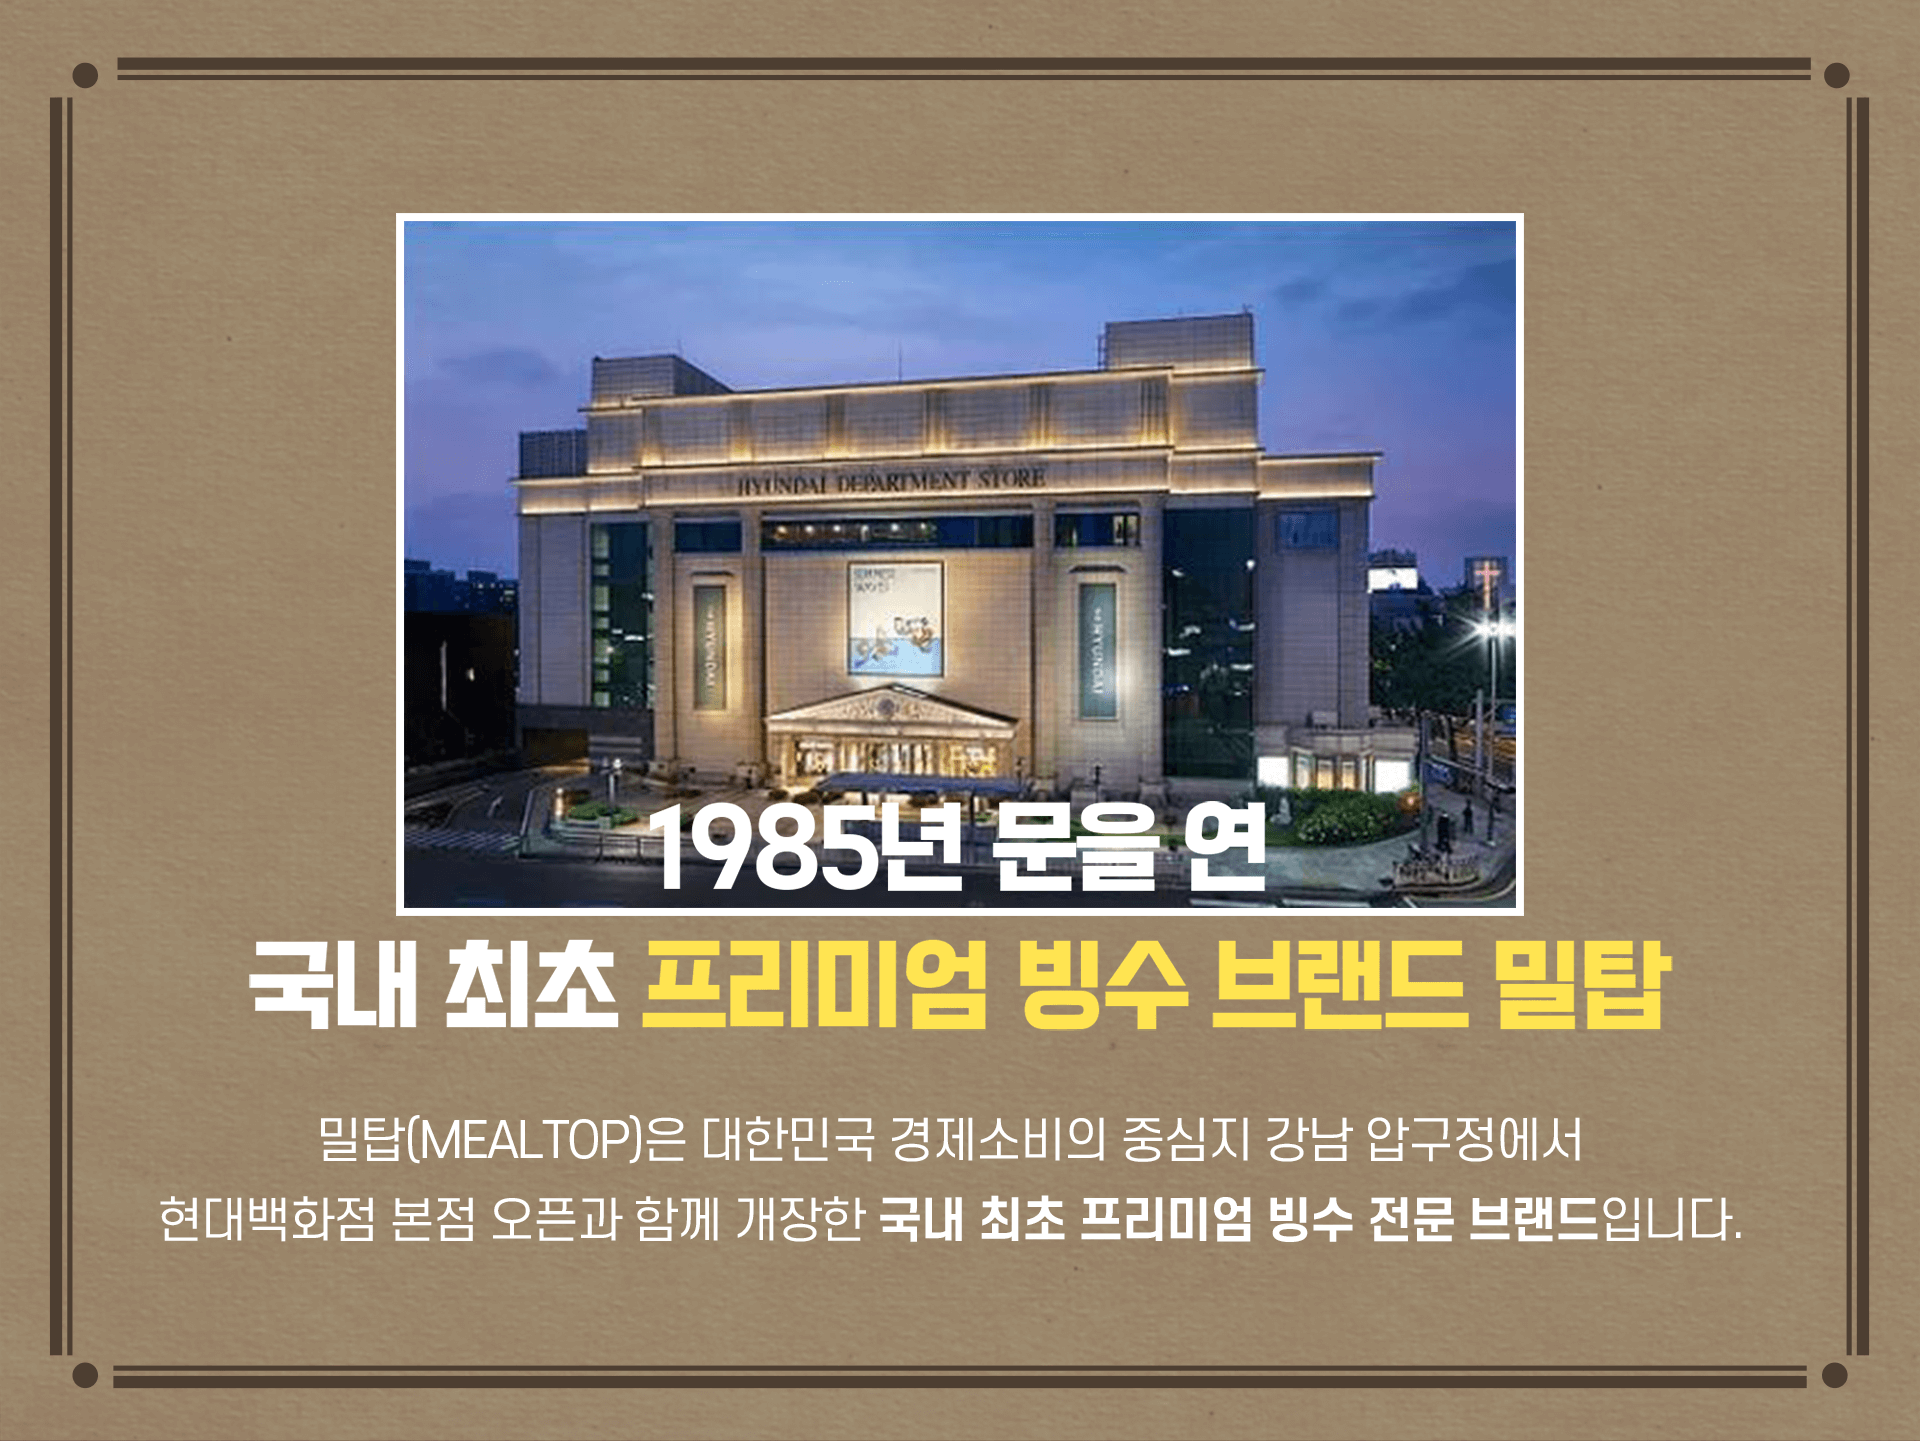 HYUNDAI DEPARTMENT STORE
HYUNDAI
HYUNDAI
1985년 문을 연
국내 최초 프리미엄 빙수 브랜드 밀탑
밀탑(MEALTOP)은 대한민국 경제소비의 중심지 강남 압구정에서
현대백화점 본점 오픈과 함께 개장한 국내 최초 프리미엄 빙수 전문 브랜드입니다.